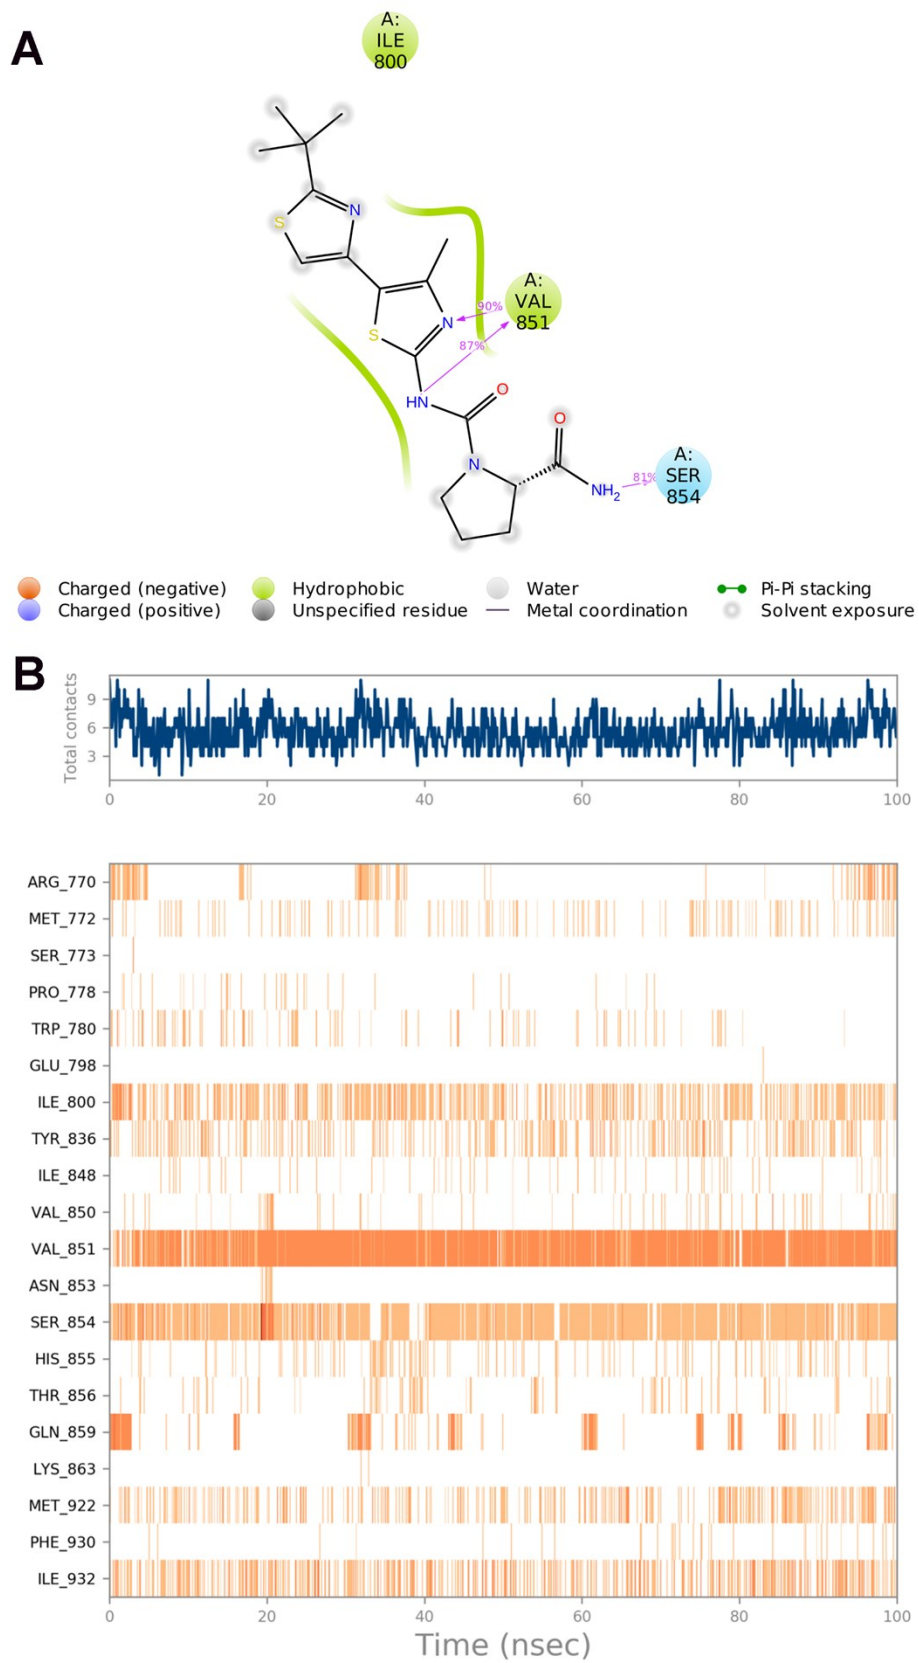 A
A:
ILE
800
N
S
A:
VAL
851
90%
N
S
87%
HN
O
O
N
A:
SER
854
81%
NH2
Charged (negative) Hydrophobic Water Pi-Pi stacking
Charged (positive) Unspecified residue Metal coordination Solvent exposure
B
Total contacts
9
6
3
0 20 40 60 80 100
ARG_770
MET_772
SER_773
PRO_778
TRP_780
GLU_798
ILE_800
TYR_836
ILE_848
VAL_850
VAL_851
ASN_853
SER_854
HIS_855
THR_856
GLN_859
LYS_863
MET_922
PHE_930
ILE_932
0 20 40 60 80 100
Time (nsec)